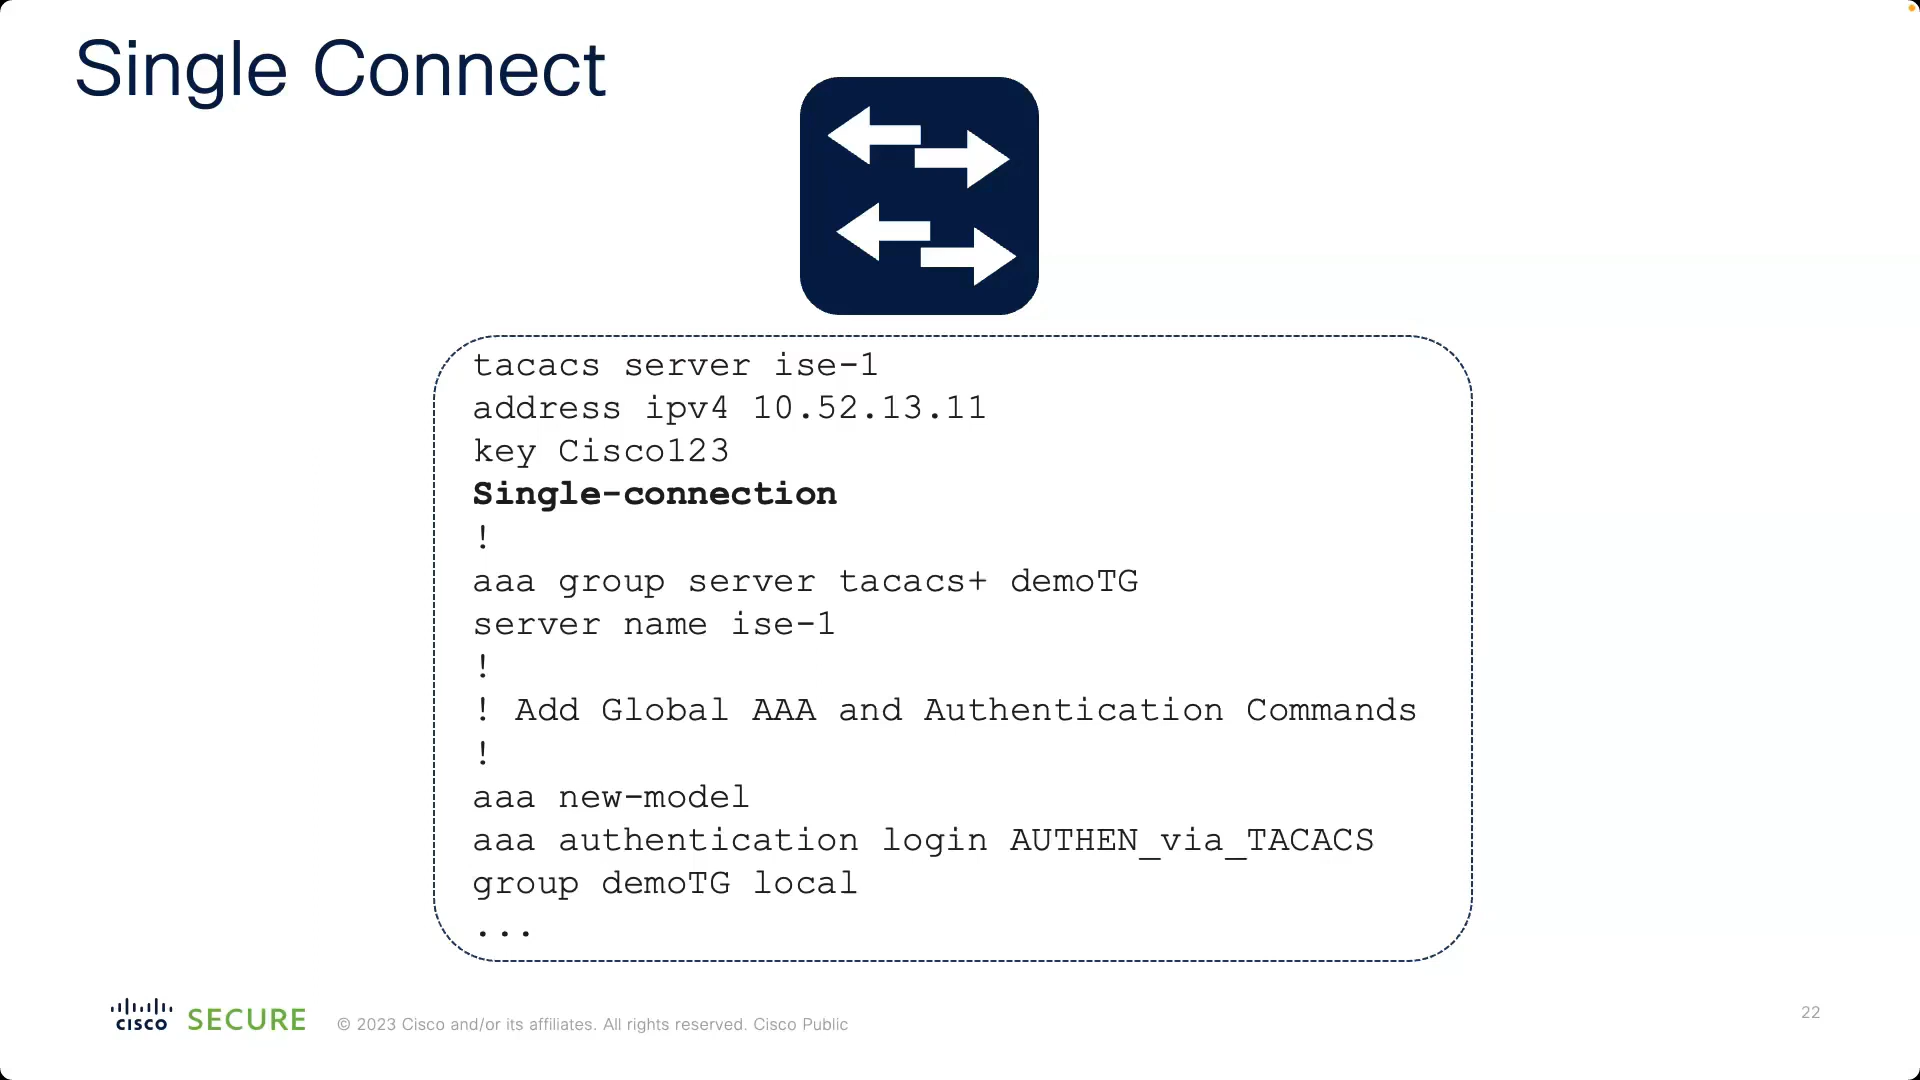 Single Connect
tacacs server ise-1
address ipv4 10.52.13.11
key Cisco123
Single-connection
!
aaa group server tacacs+ demoTG
server name ise-1
!
! Add Global AAA and Authentication Commands
!
aaa new-model
aaa authentication login AUTHEN_via_TACACS
group demoTG local
...
cisco SECURE © 2023 Cisco and/or its affiliates. All rights reserved. Cisco Public
22